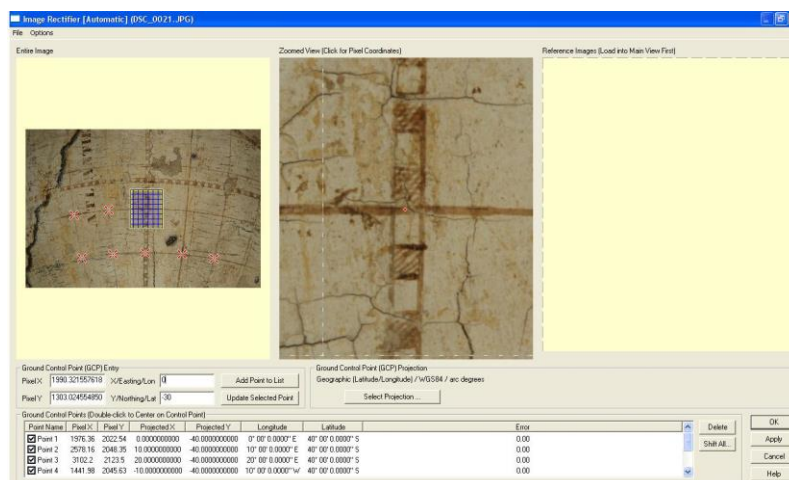 Image Rectifier [Automatic] (DSC_0021..JPG)
File Options
Entire Image
Zoomed View (Click for Pixel Coordinates)
Reference Images (Load into Main View First)
Ground Control Point (GCP) Entry
Pixel X 1990.321557618 X/Easting/Lon 0 Add Point to List
Pixel Y 1303.024554850 Y/Northing/Lat -30 Update Selected Point
Ground Control Point (GCP) Projection
Geographic (Latitude/Longitude) / WGS84 / arc degrees
Select Projection ...
Ground Control Points (Double-click to Center on Control Point)
Point Name Pixel X Pixel Y Projected X Projected Y Longitude Latitude Error
Point 1 1976.36 2022.54 0.0000000000 -40.0000000000 0° 00' 0.0000" E 40° 00' 0.0000" S 0.00
Point 2 2578.16 2048.35 10.0000000000 -40.0000000000 10° 00' 0.0000" E 40° 00' 0.0000" S 0.00
Point 3 3102.2 2123.5 20.0000000000 -40.0000000000 20° 00' 0.0000" E 40° 00' 0.0000" S 0.00
Point 4 1441.98 2045.63 -10.0000000000 -40.0000000000 10° 00' 0.0000" W 40° 00' 0.0000" S 0.00
Delete
Shift All...
OK
Apply
Cancel
Help